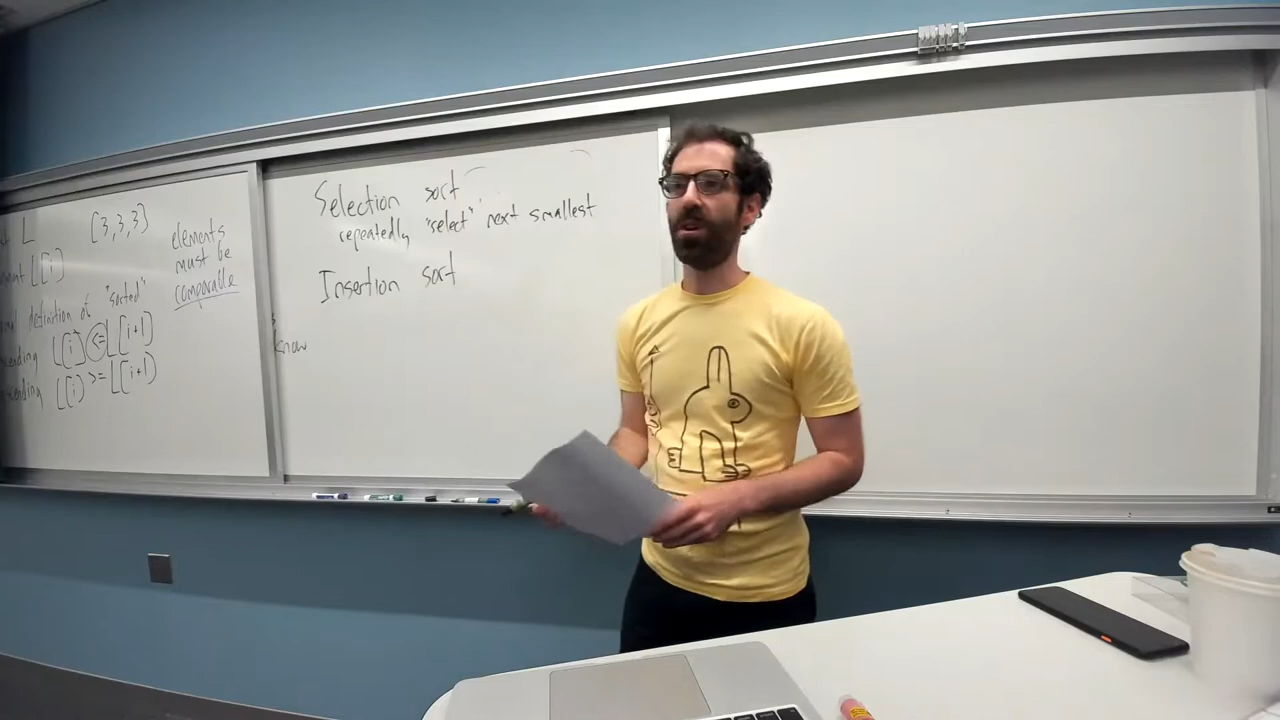 L [3,3,3]
L[i]
definition of "sorted"
L[i] <= L[i+1]
L[i] >= L[i+1]
elements
must be
comparable
know
Selection sort
repeatedly "select" next smallest
Insertion sort